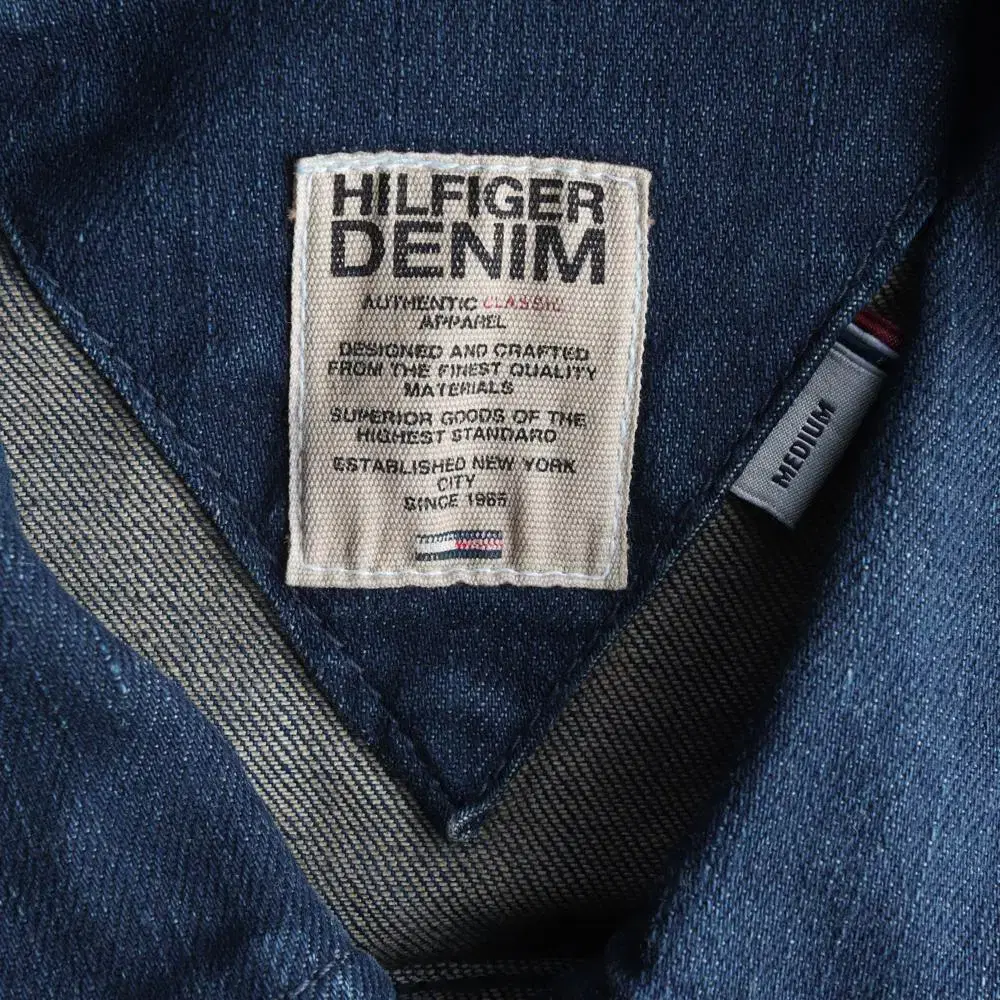 HILFIGER
DENIM
AUTHENTIC CLASSIC
APPAREL
DESIGNED AND CRAFTED
FROM THE FINEST QUALITY
MATERIALS
SUPERIOR GOODS OF THE
HIGHEST STANDARD
ESTABLISHED NEW YORK
CITY
SINCE 1985
MEDIUM